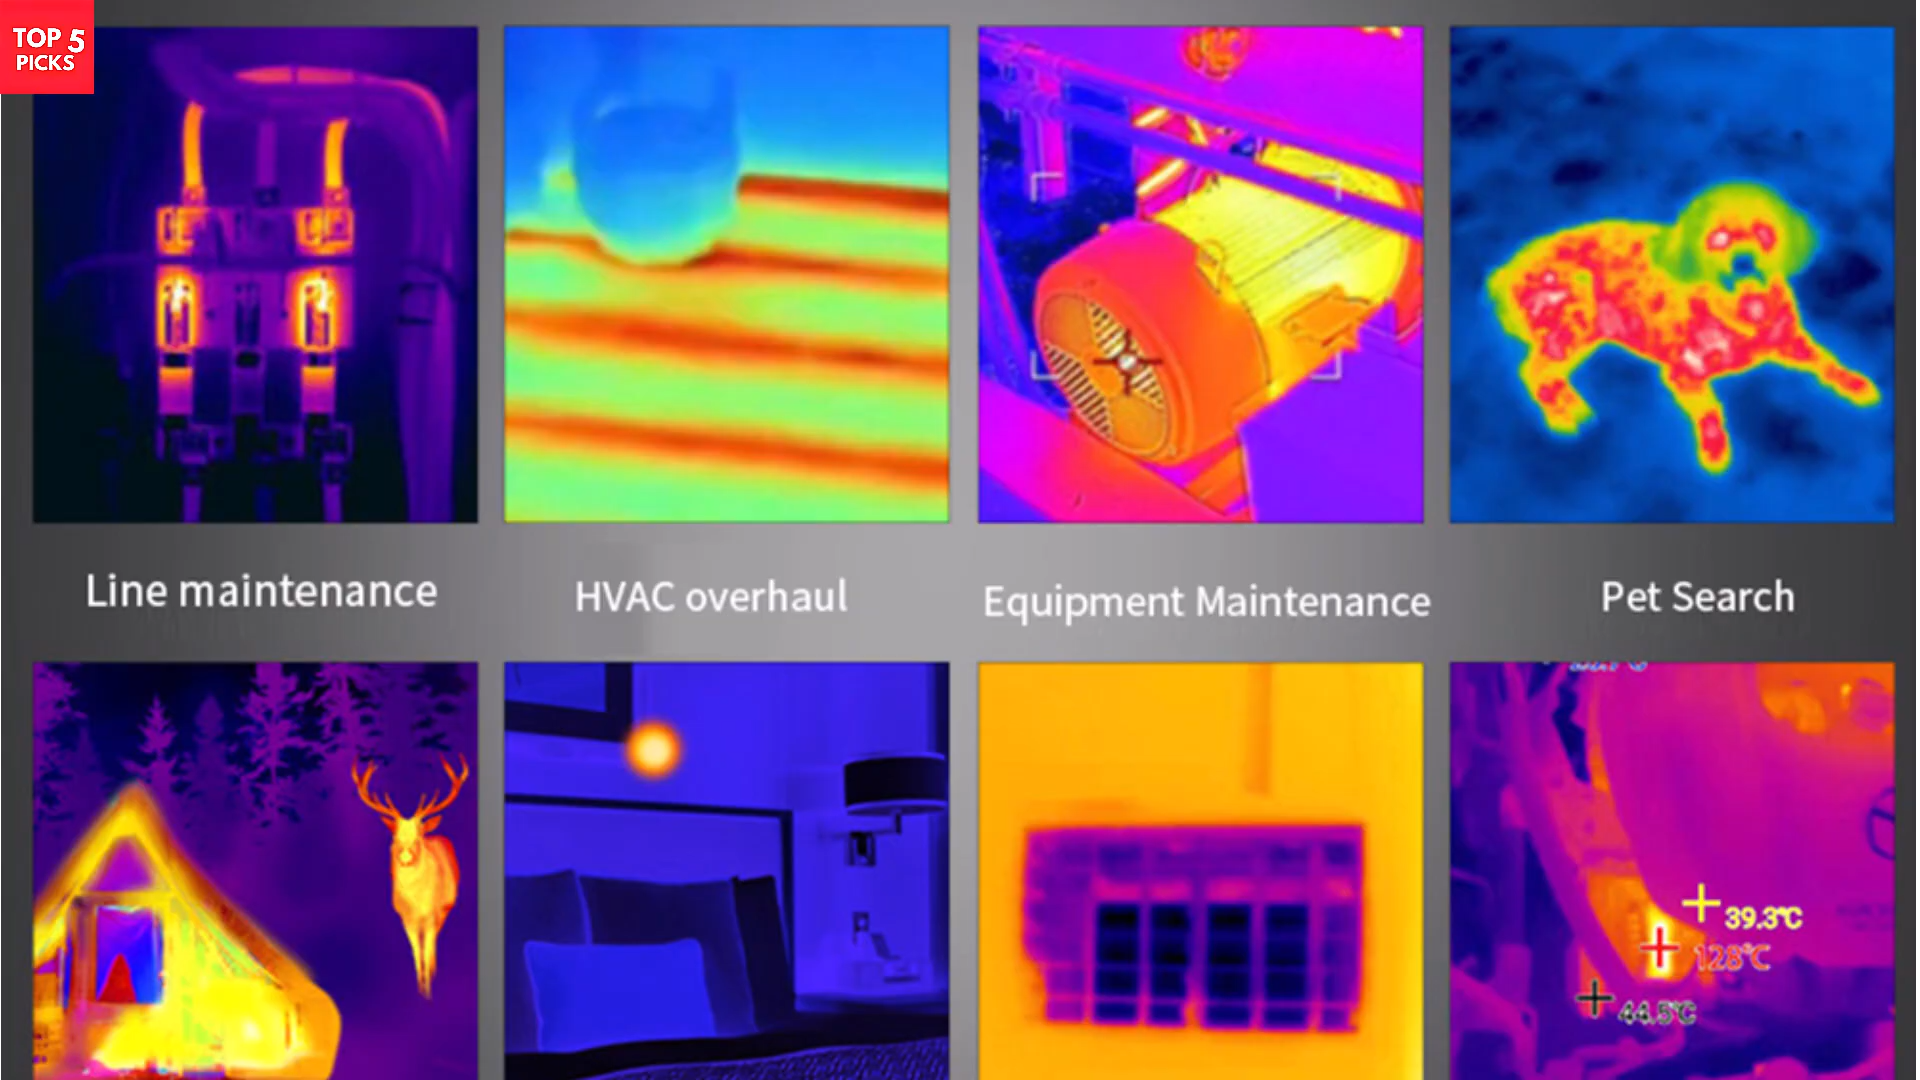 TOP 5
PICKS
Line maintenance
HVAC overhaul
Equipment Maintenance
Pet Search
39.3°C
128°C
44.5°C